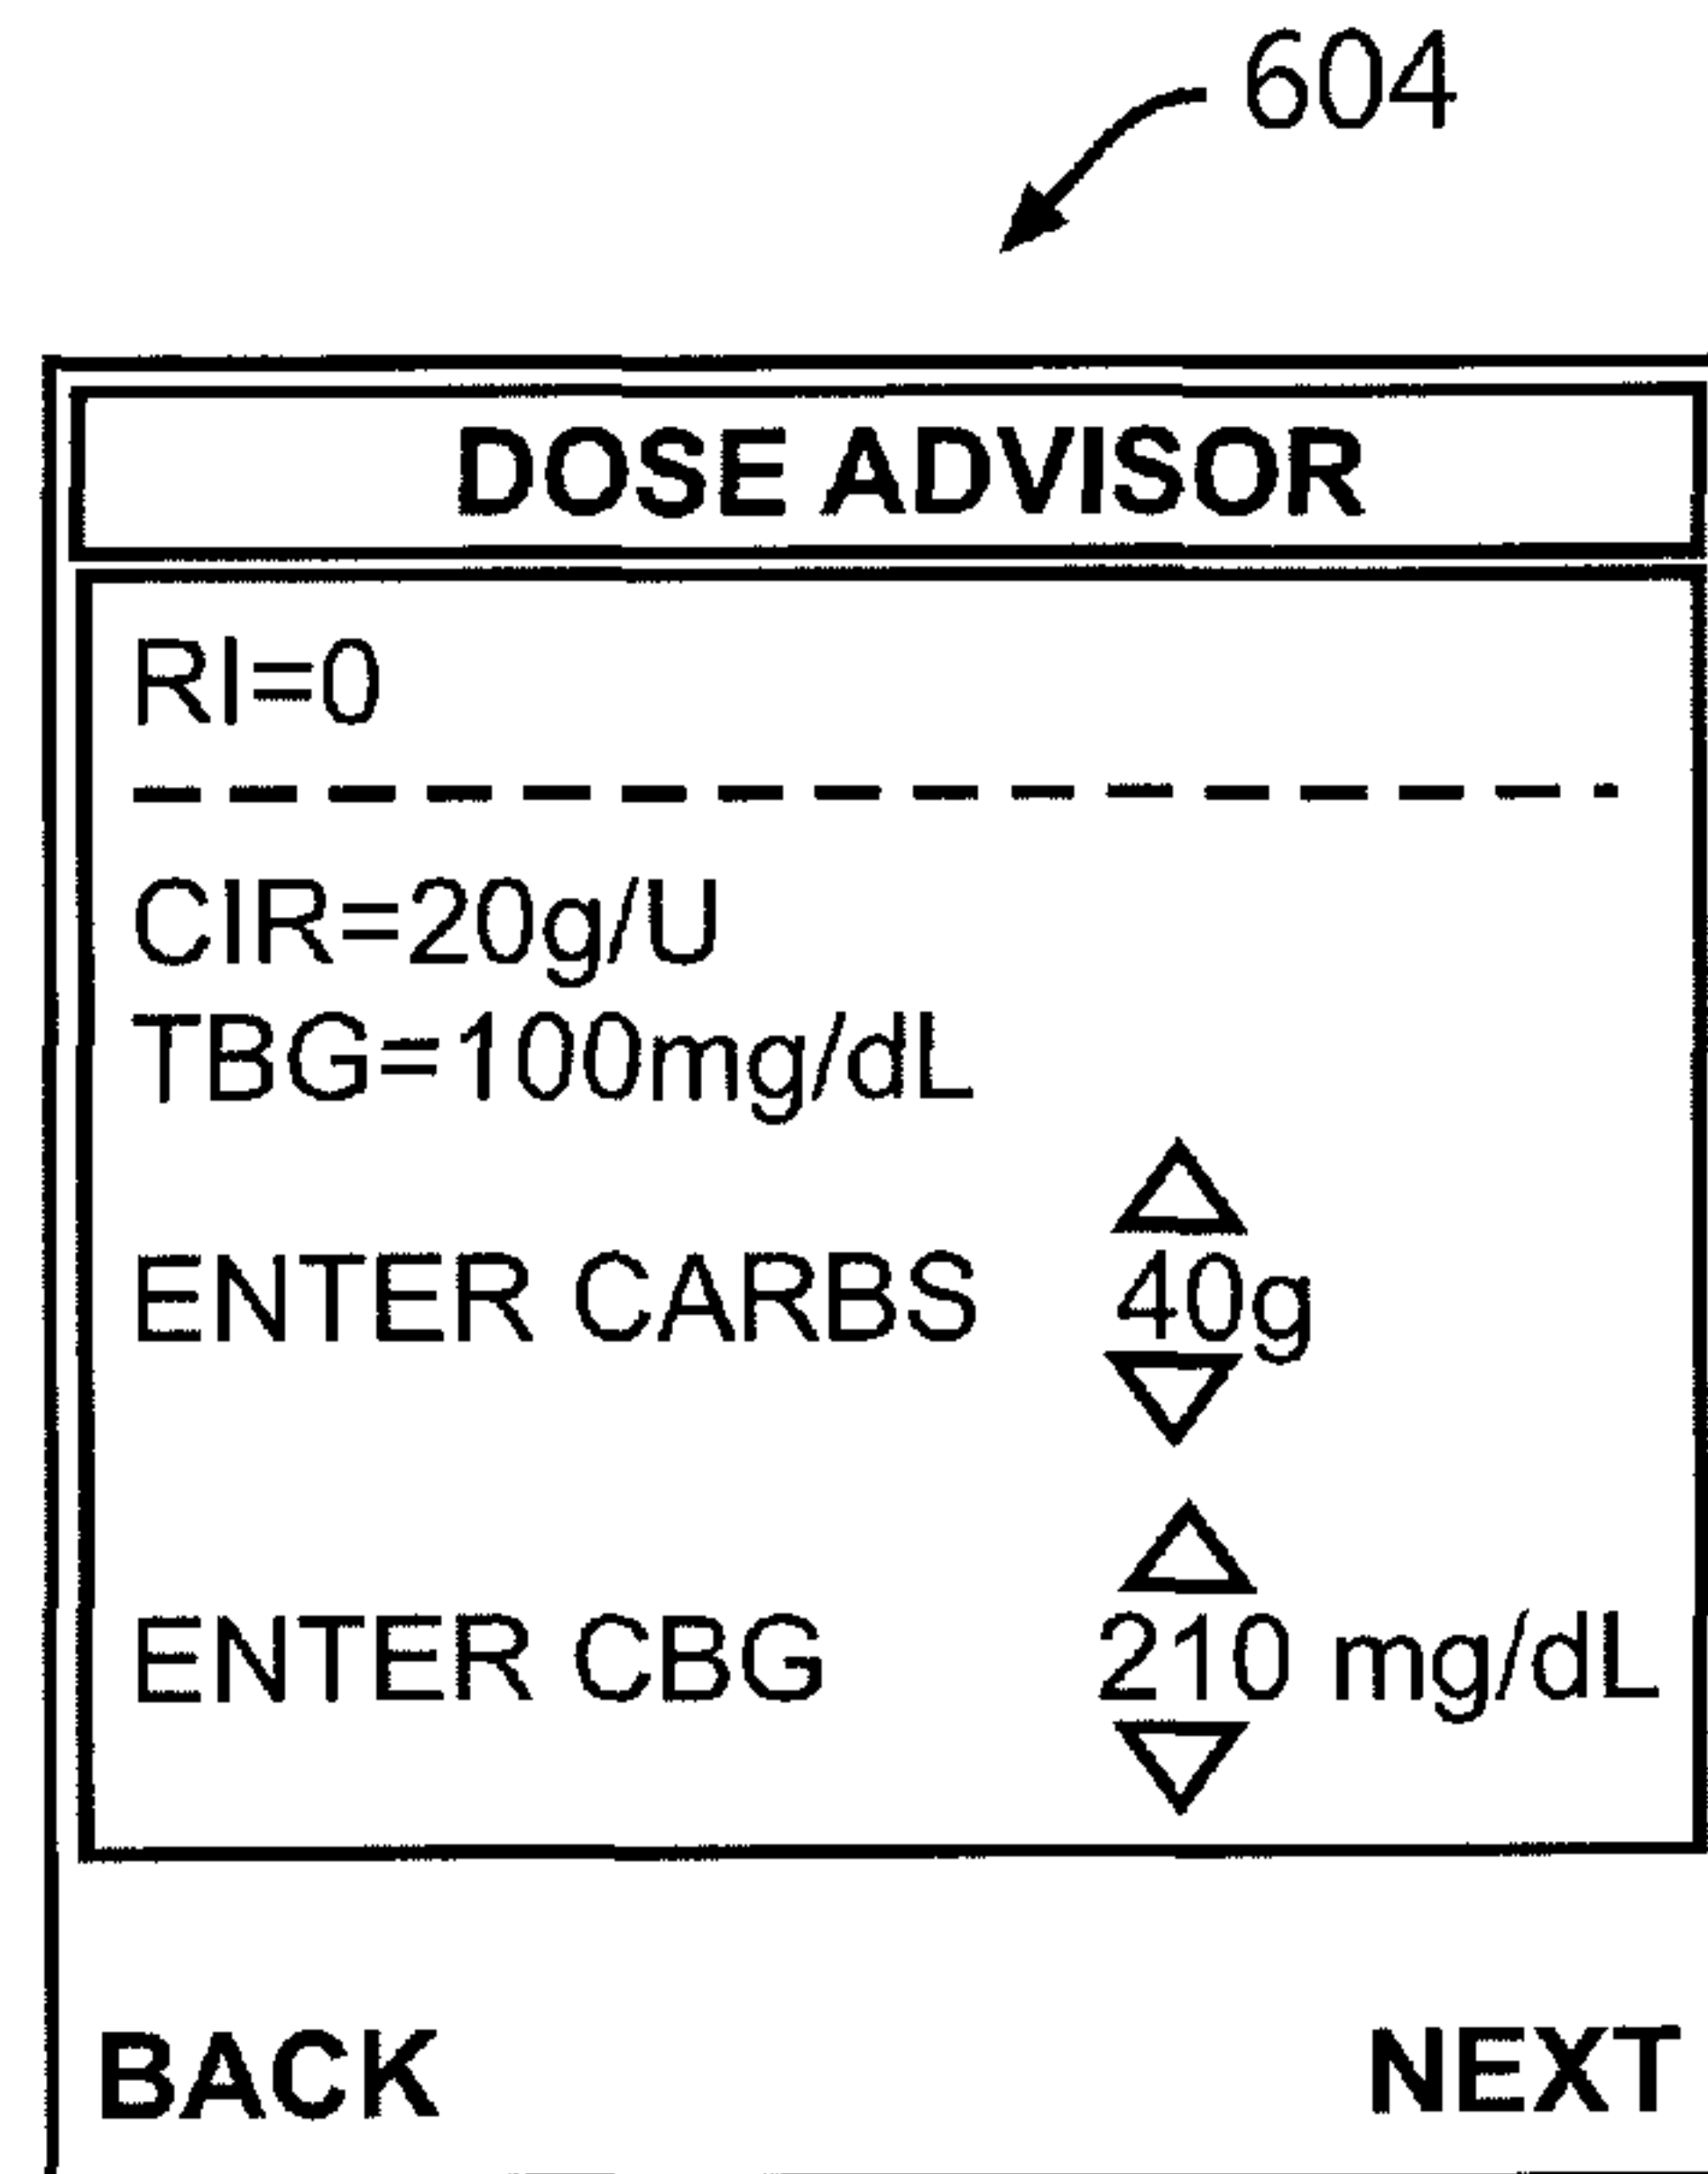 604
DOSE ADVISOR
RI=0
CIR=20g/U
TBG=100mg/dL
ENTER CARBS 40g
ENTER CBG 210 mg/dL
BACK NEXT